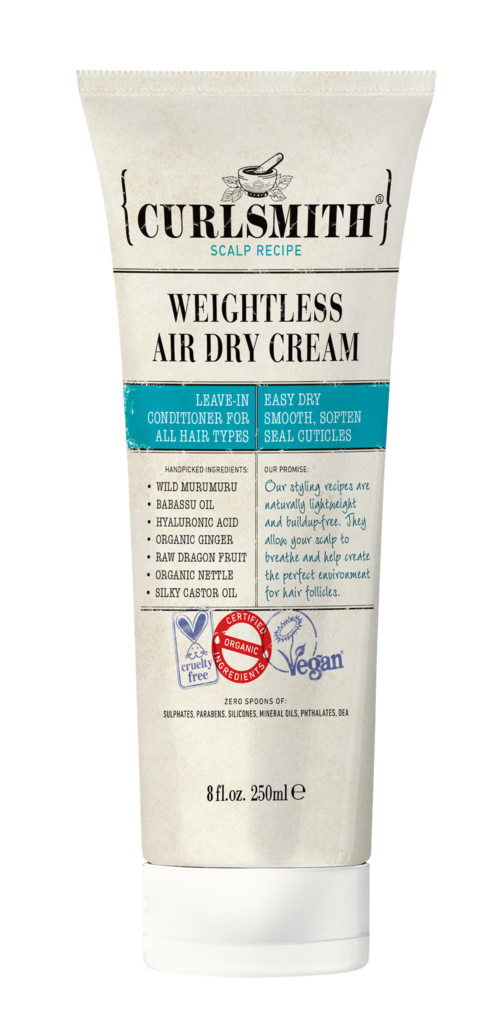 {CURLSMITH}®
SCALP RECIPE
WEIGHTLESS
AIR DRY CREAM
LEAVE-IN
CONDITIONER FOR
ALL HAIR TYPES
EASY DRY
SMOOTH, SOFTEN
SEAL CUTICLES
HANDPICKED INGREDIENTS:
• WILD MURUMURU
• BABASSU OIL
• HYALURONIC ACID
• ORGANIC GINGER
• RAW DRAGON FRUIT
• ORGANIC NETTLE
• SILKY CASTOR OIL
OUR PROMISE:
Our styling recipes are
naturally lightweight
and buildup-free. They
allow your scalp to
breathe and help create
the perfect environment
for hair follicles.
cruelty
free
CERTIFIED
ORGANIC
INGREDIENTS
Vegan
ZERO SPOONS OF:
SULPHATES, PARABENS, SILICONES, MINERAL OILS, PHTHALATES, DEA
8 fl.oz. 250ml ℮